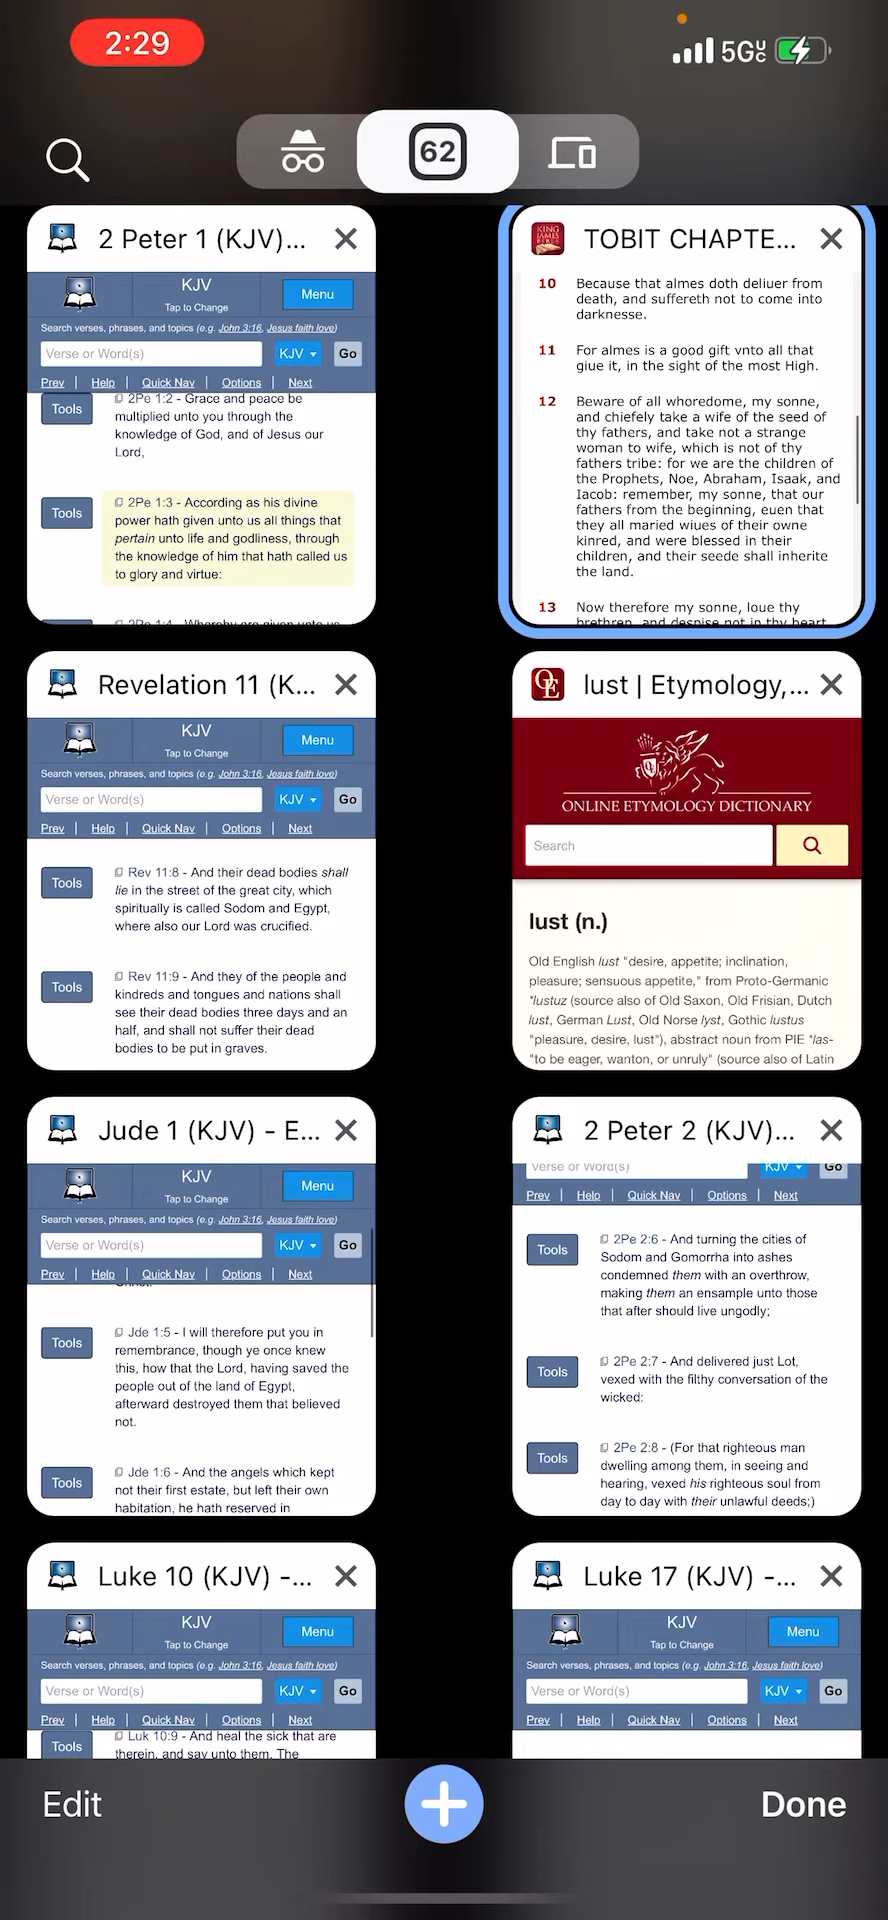 2:29
5GUC
62
2 Peter 1 (KJV)...
KJV
Tap to Change
Menu
Search verses, phrases, and topics (e.g. John 3:16, Jesus faith love)
Verse or Word(s)
KJV
Go
Prev | Help | Quick Nav | Options | Next
Tools
2Pe 1:2 - Grace and peace be
multiplied unto you through the
knowledge of God, and of Jesus our
Lord,
Tools
2Pe 1:3 - According as his divine
power hath given unto us all things that
pertain unto life and godliness, through
the knowledge of him that hath called us
to glory and virtue:
2Pe 1:4 - Whereby are given unto us
TOBIT CHAPTE...
KING
JAMES
BIBLE
10 Because that almes doth deliuer from
death, and suffereth not to come into
darknesse.
11 For almes is a good gift vnto all that
giue it, in the sight of the most High.
12 Beware of all whoredome, my sonne,
and chiefely take a wife of the seed of
thy fathers, and take not a strange
woman to wife, which is not of thy
fathers tribe: for we are the children of
the Prophets, Noe, Abraham, Isaak, and
Iacob: remember, my sonne, that our
fathers from the beginning, euen that
they all maried wiues of their owne
kinred, and were blessed in their
children, and their seede shall inherite
the land.
13 Now therefore my sonne, loue thy
brethren, and despise not in thy heart
Revelation 11 (K...
KJV
Tap to Change
Menu
Search verses, phrases, and topics (e.g. John 3:16, Jesus faith love)
Verse or Word(s)
KJV
Go
Prev | Help | Quick Nav | Options | Next
Tools
Rev 11:8 - And their dead bodies shall
lie in the street of the great city, which
spiritually is called Sodom and Egypt,
where also our Lord was crucified.
Tools
Rev 11:9 - And they of the people and
kindreds and tongues and nations shall
see their dead bodies three days and an
half, and shall not suffer their dead
bodies to be put in graves.
OE
lust | Etymology,...
ONLINE ETYMOLOGY DICTIONARY
Search
lust (n.)
Old English lust "desire, appetite; inclination,
pleasure; sensuous appetite," from Proto-Germanic
*lustuz (source also of Old Saxon, Old Frisian, Dutch
lust, German Lust, Old Norse lyst, Gothic lustus
"pleasure, desire, lust"), abstract noun from PIE *las-
"to be eager, wanton, or unruly" (source also of Latin
Jude 1 (KJV) - E...
KJV
Tap to Change
Menu
Search verses, phrases, and topics (e.g. John 3:16, Jesus faith love)
Verse or Word(s)
KJV
Go
Prev | Help | Quick Nav | Options | Next
Christ.
Tools
Jde 1:5 - I will therefore put you in
remembrance, though ye once knew
this, how that the Lord, having saved the
people out of the land of Egypt,
afterward destroyed them that believed
not.
Tools
Jde 1:6 - And the angels which kept
not their first estate, but left their own
habitation, he hath reserved in
2 Peter 2 (KJV)...
Verse or Word(s)
KJV
Go
Prev | Help | Quick Nav | Options | Next
Tools
2Pe 2:6 - And turning the cities of
Sodom and Gomorrha into ashes
condemned them with an overthrow,
making them an ensample unto those
that after should live ungodly;
Tools
2Pe 2:7 - And delivered just Lot,
vexed with the filthy conversation of the
wicked:
Tools
2Pe 2:8 - (For that righteous man
dwelling among them, in seeing and
hearing, vexed his righteous soul from
day to day with their unlawful deeds;)
Luke 10 (KJV) -...
KJV
Tap to Change
Menu
Search verses, phrases, and topics (e.g. John 3:16, Jesus faith love)
Verse or Word(s)
KJV
Go
Prev | Help | Quick Nav | Options | Next
Tools
Luk 10:9 - And heal the sick that are
therein, and say unto them, The
Luke 17 (KJV) -...
KJV
Tap to Change
Menu
Search verses, phrases, and topics (e.g. John 3:16, Jesus faith love)
Verse or Word(s)
KJV
Go
Prev | Help | Quick Nav | Options | Next
Edit
Done